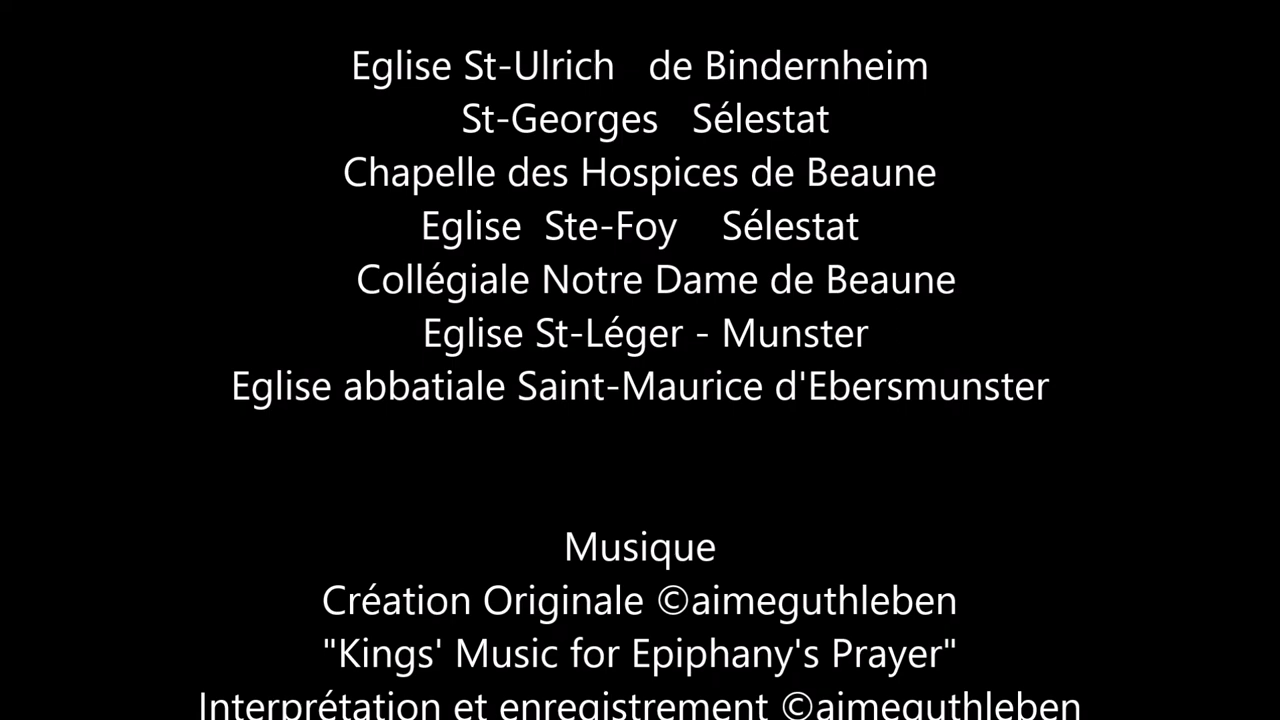 Eglise St-Ulrich de Bindernheim
St-Georges Sélestat
Chapelle des Hospices de Beaune
Eglise Ste-Foy Sélestat
Collégiale Notre Dame de Beaune
Eglise St-Léger - Munster
Eglise abbatiale Saint-Maurice d'Ebersmunster
Musique
Création Originale ©aimeguthleben
"Kings' Music for Epiphany's Prayer"
Interprétation et enregistrement ©aimeguthleben